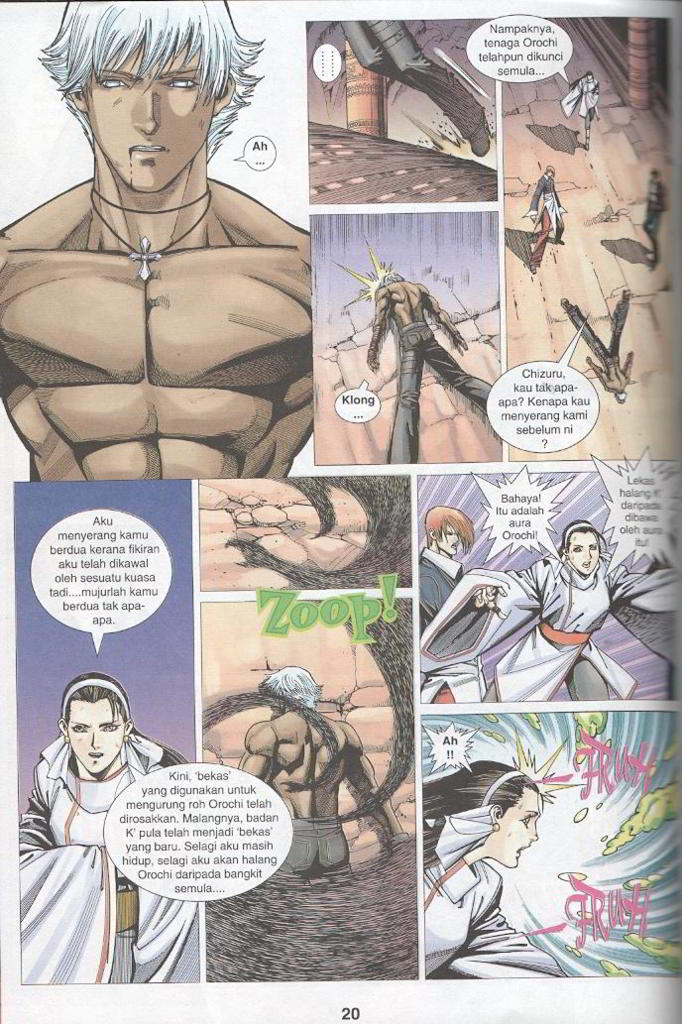 Ah
...
......
Nampaknya,
tenaga Orochi
telahpun dikunci
semula...
Klong
...
Chizuru,
kau tak apa-
apa? Kenapa kau
menyerang kami
sebelum ni
?
Aku
menyerang kamu
berdua kerana fikiran
aku telah dikawal
oleh sesuatu kuasa
tadi....mujurlah kamu
berdua tak apa-
apa.
Kini, 'bekas'
yang digunakan untuk
mengurung roh Orochi telah
dirosakkan. Malangnya, badan
K' pula telah menjadi 'bekas'
yang baru. Selagi aku masih
hidup, selagi aku akan halang
Orochi daripada bangkit
semula....
Zoop!
Bahaya!
Itu adalah
aura
Orochi!
Lekas
halang K'
daripada
dibawa
oleh aura
itu!
Ah
!!
FRUH
FRUH
20